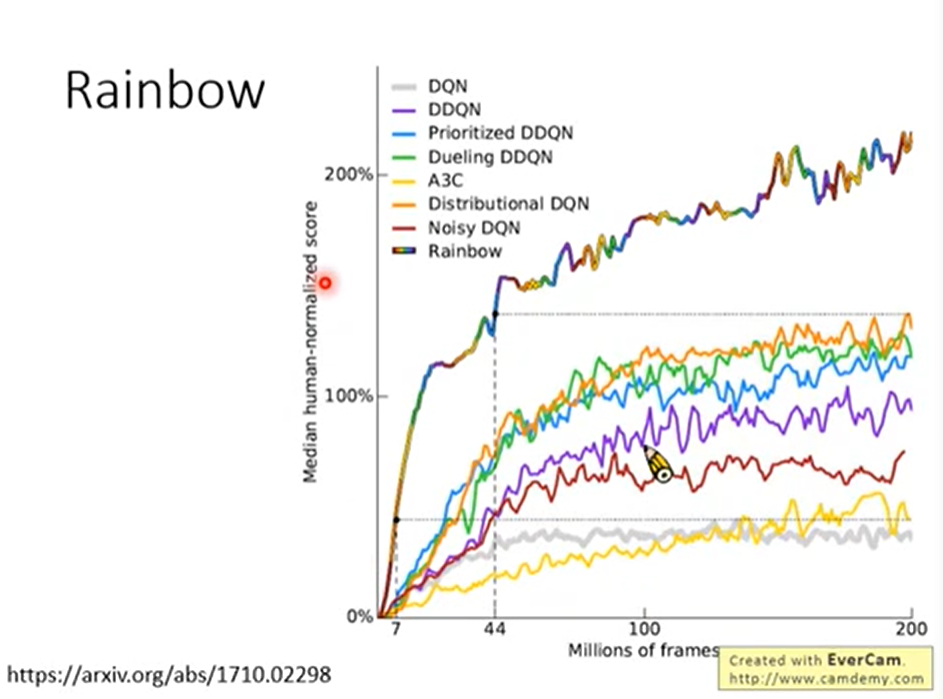 Rainbow
DQN
DDQN
Prioritized DDQN
Dueling DDQN
A3C
Distributional DQN
Noisy DQN
Rainbow
200%
100%
0%
Median human-normalized score
7
44
100
200
Millions of frames
https://arxiv.org/abs/1710.02298
Created with EverCam.
http://www.camdemy.com